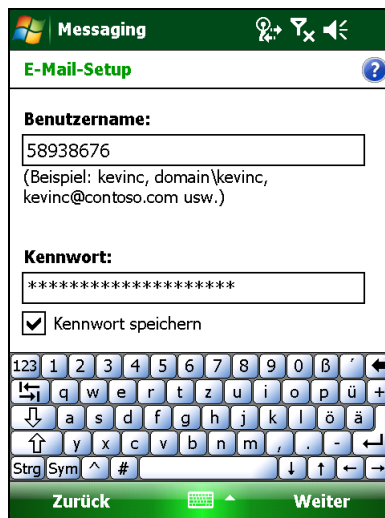 Messaging
E-Mail-Setup
?
Benutzername:
58938676
(Beispiel: kevinc, domain\kevinc,
kevinc@contoso.com usw.)
Kennwort:
********************
Kennwort speichern
123 1 2 3 4 5 6 7 8 9 0 ß ´
q w e r t z u i o p ü +
a s d f g h j k l ö ä
y x c v b n m , . -
Strg Sym ^ #
Zurück Weiter